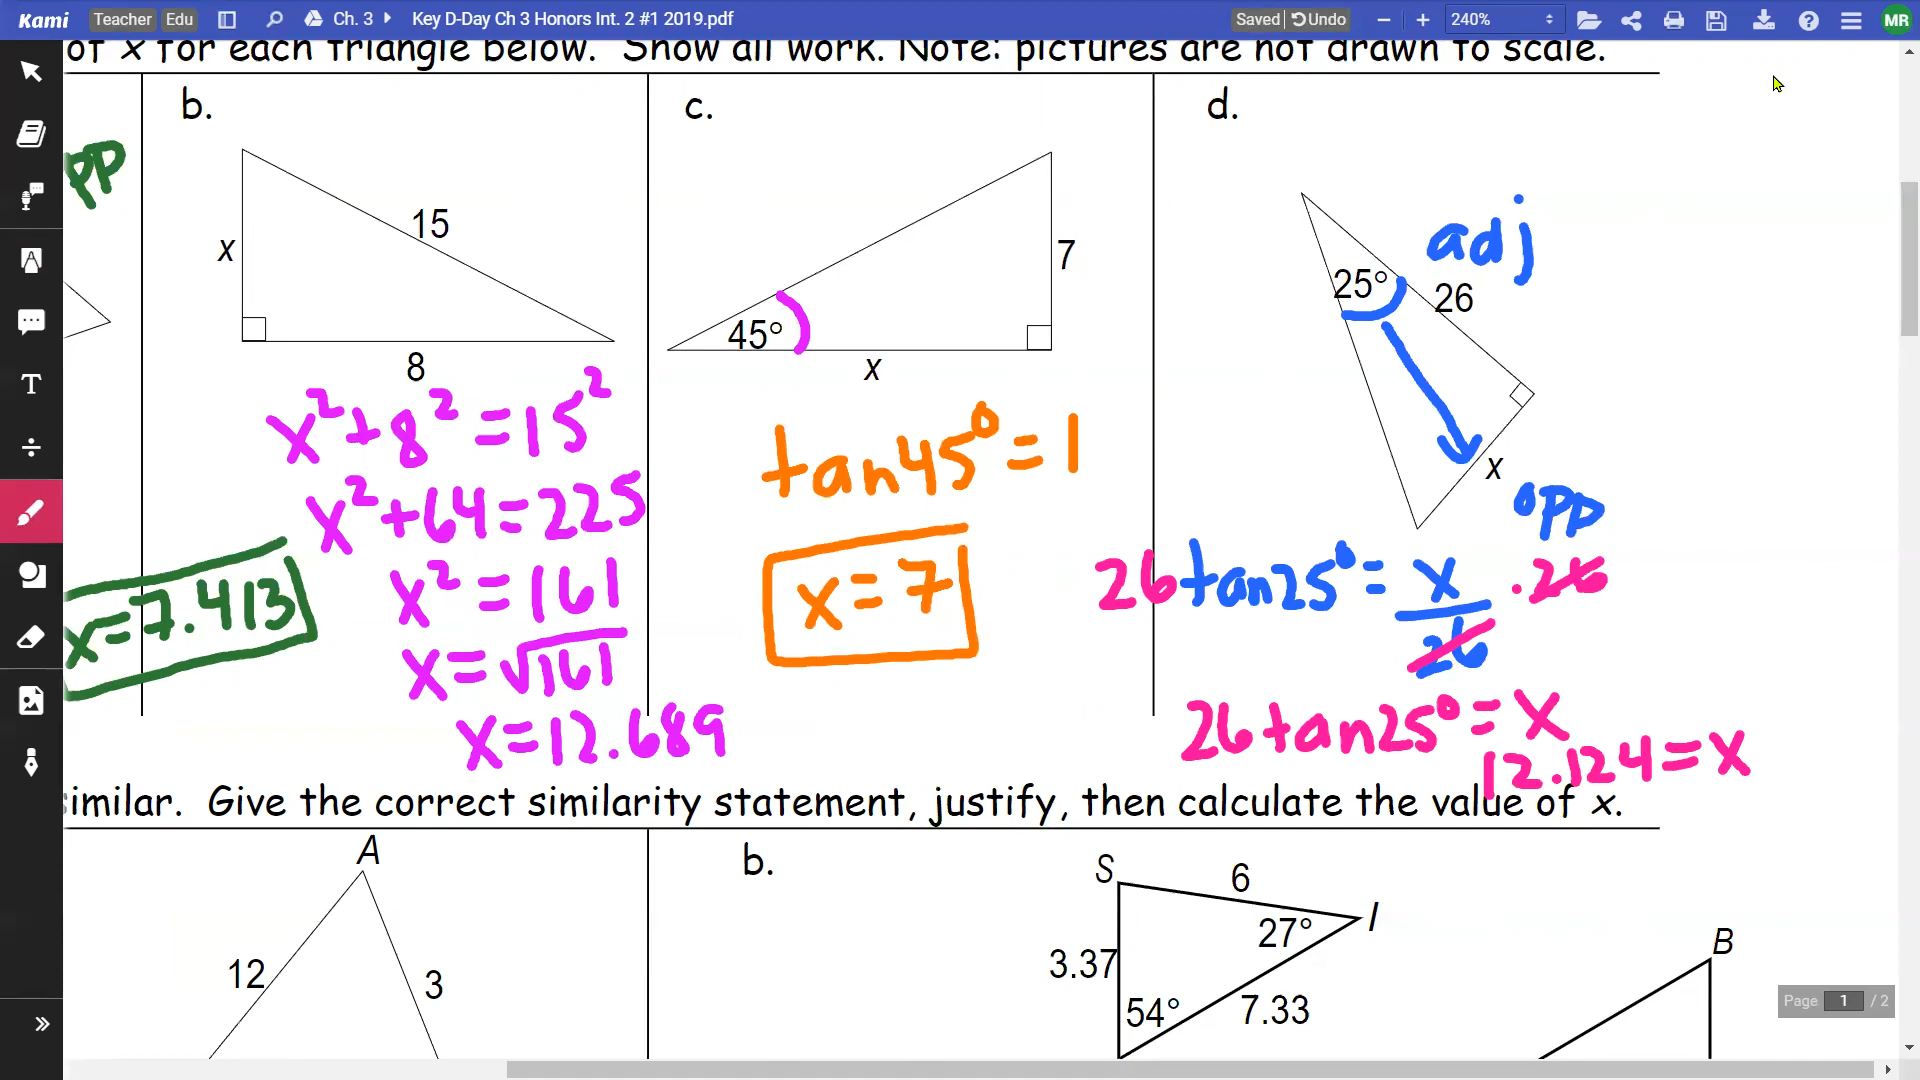 Kami Teacher Edu Ch. 3 Key D-Day Ch 3 Honors Int. 2 #1 2019.pdf Saved Undo 240% MR
of x for each triangle below. Show all work. Note: pictures are not drawn to scale.
b.
x
15
8
x²+8²=15²
x²+64=225
x²=161
x=√161
x=12.689
pp
x=7.413
c.
45°
7
x
tan45°=1
x=7
d.
adj
25°
26
x
opp
26tan25°=x/26 .26
26tan25°=x
12.124=x
similar. Give the correct similarity statement, justify, then calculate the value of x.
A
12
3
b.
S
6
27°
I
3.37
54°
7.33
B
Page 1 / 2